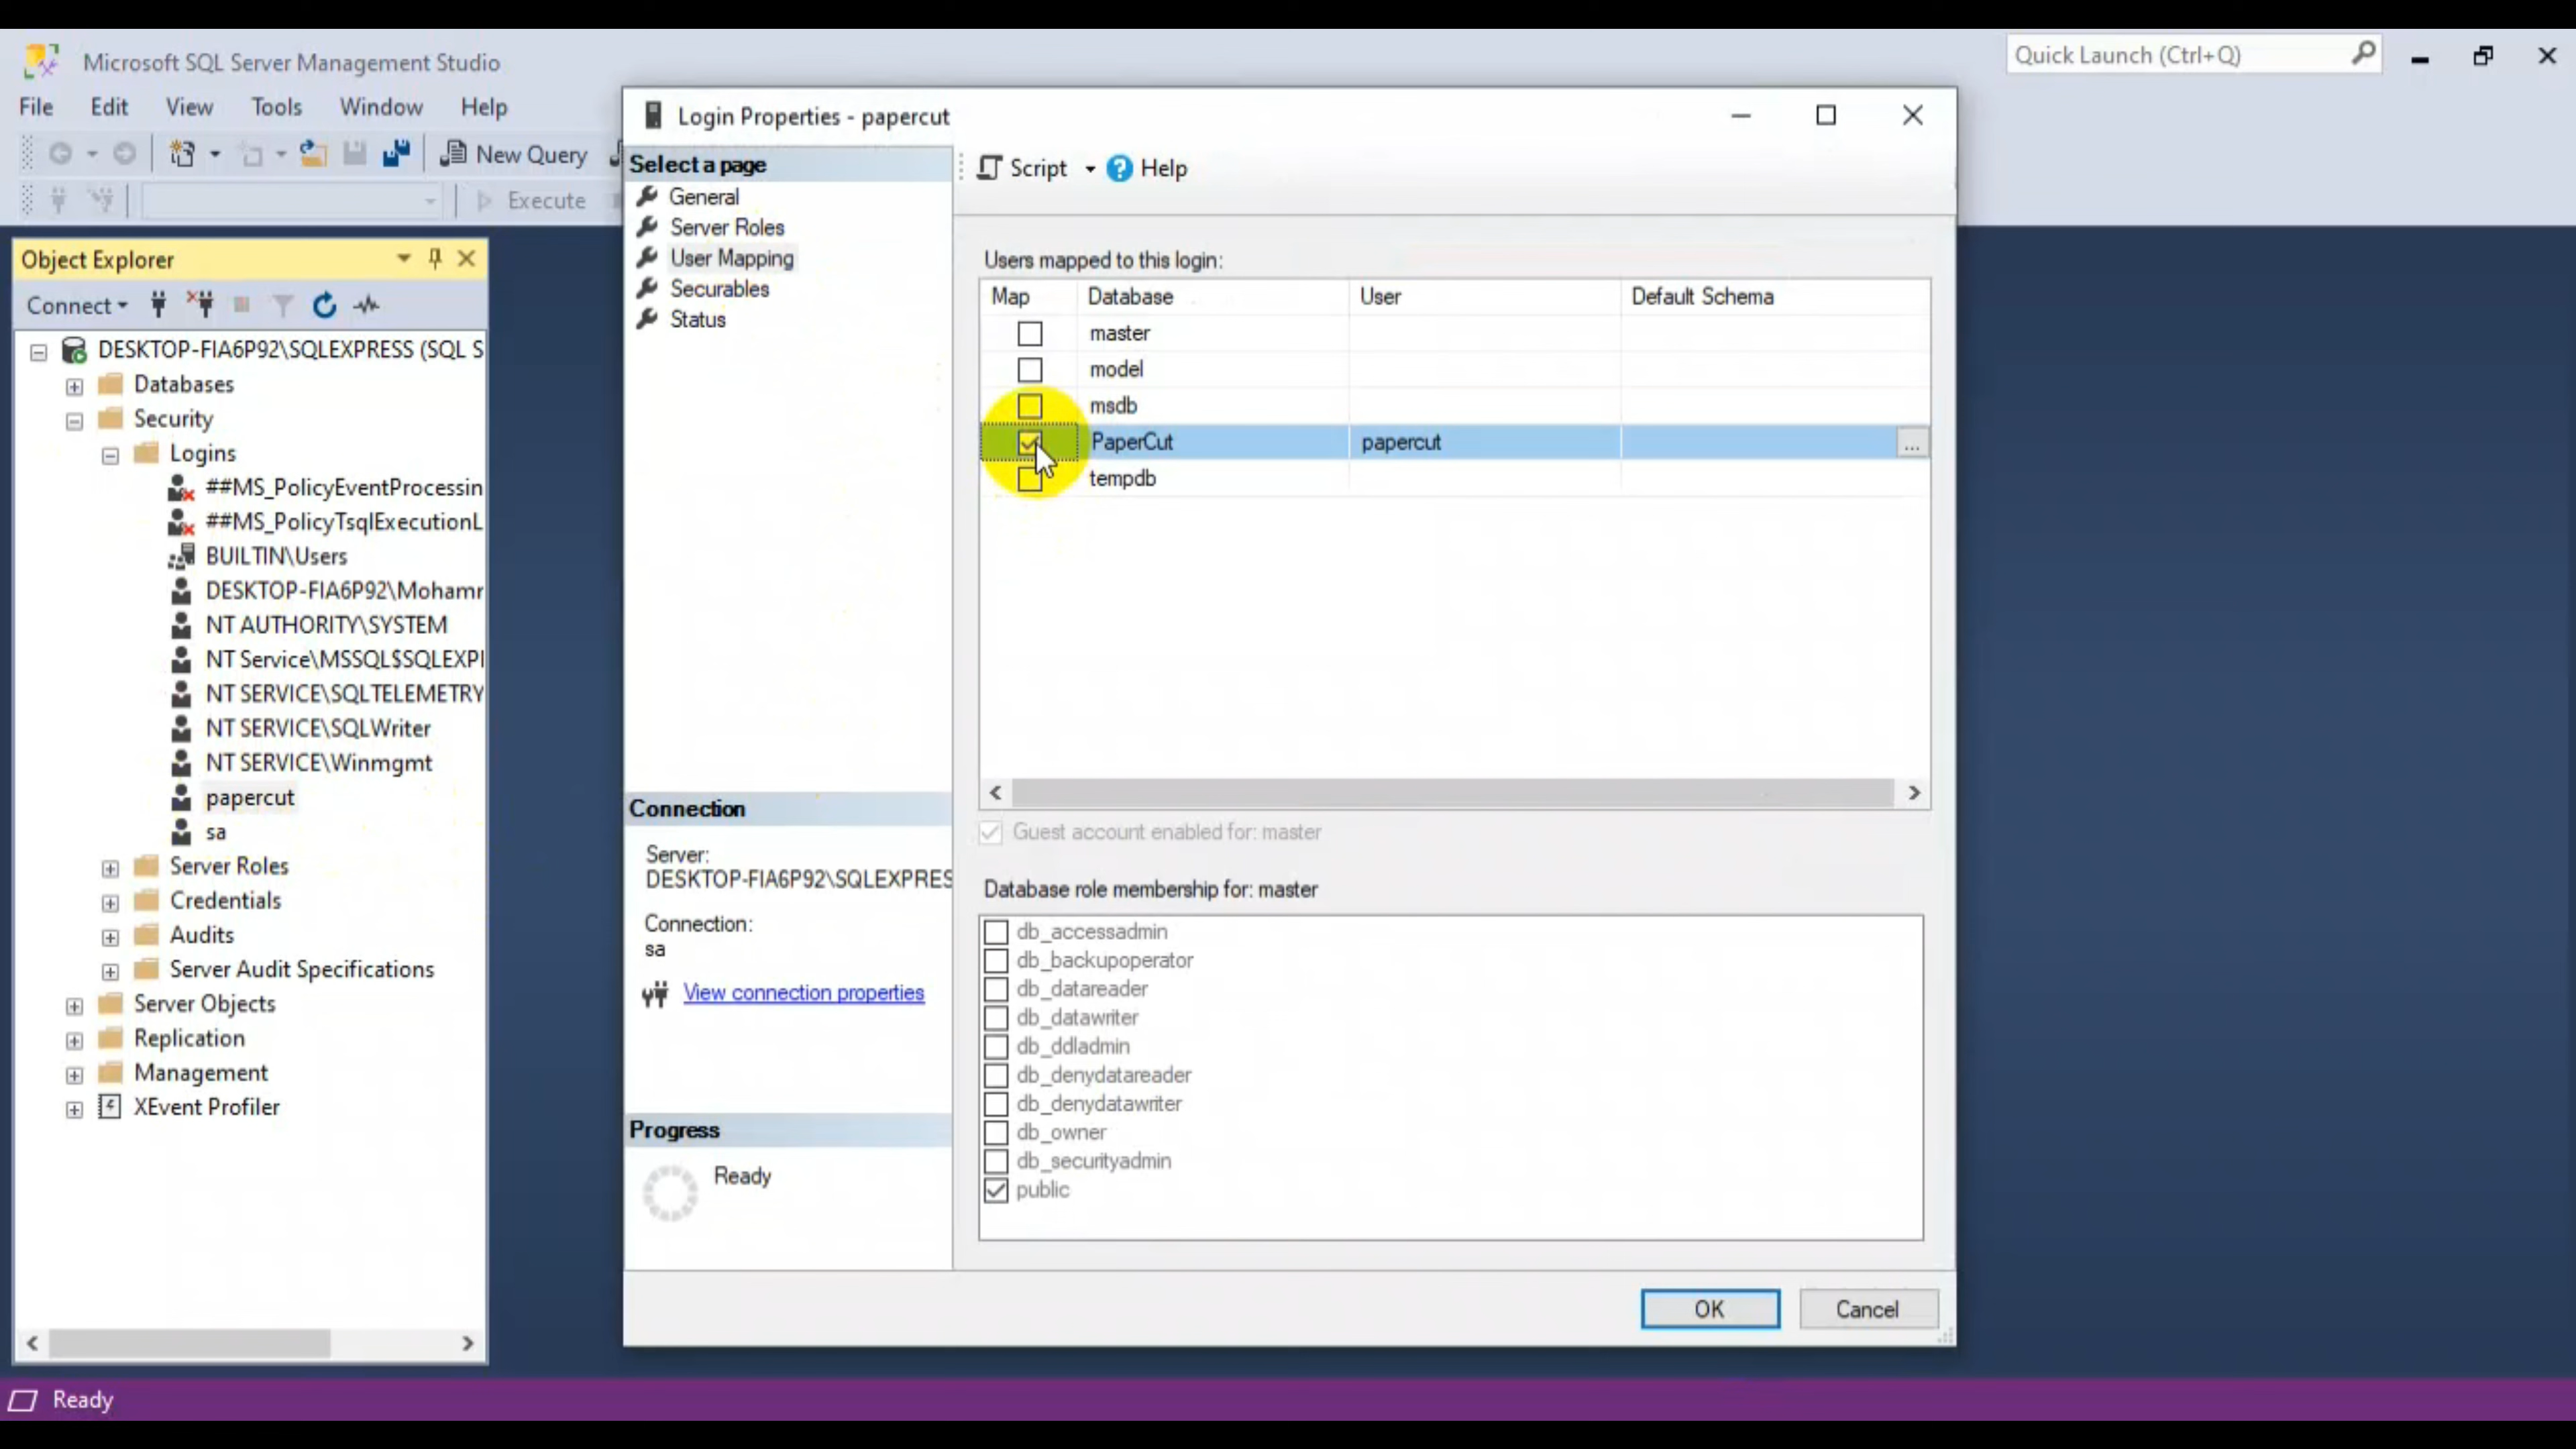 Microsoft SQL Server Management Studio
Quick Launch (Ctrl+Q)
File Edit View Tools Window Help
New Query
Execute
Object Explorer
Connect
DESKTOP-FIA6P92\SQLEXPRESS (SQL S
Databases
Security
Logins
##MS_PolicyEventProcessin
##MS_PolicyTsqlExecutionL
BUILTIN\Users
DESKTOP-FIA6P92\Mohamr
NT AUTHORITY\SYSTEM
NT Service\MSSQL$SQLEXPI
NT SERVICE\SQLTELEMETRY
NT SERVICE\SQLWriter
NT SERVICE\Winmgmt
papercut
sa
Server Roles
Credentials
Audits
Server Audit Specifications
Server Objects
Replication
Management
XEvent Profiler
Login Properties - papercut
Select a page
General
Server Roles
User Mapping
Securables
Status
Connection
Server:
DESKTOP-FIA6P92\SQLEXPRES
Connection:
sa
View connection properties
Progress
Ready
Script Help
Users mapped to this login:
Map Database User Default Schema
master
model
msdb
PaperCut papercut ...
tempdb
Guest account enabled for: master
Database role membership for: master
db_accessadmin
db_backupoperator
db_datareader
db_datawriter
db_ddladmin
db_denydatareader
db_denydatawriter
db_owner
db_securityadmin
public
OK Cancel
Ready